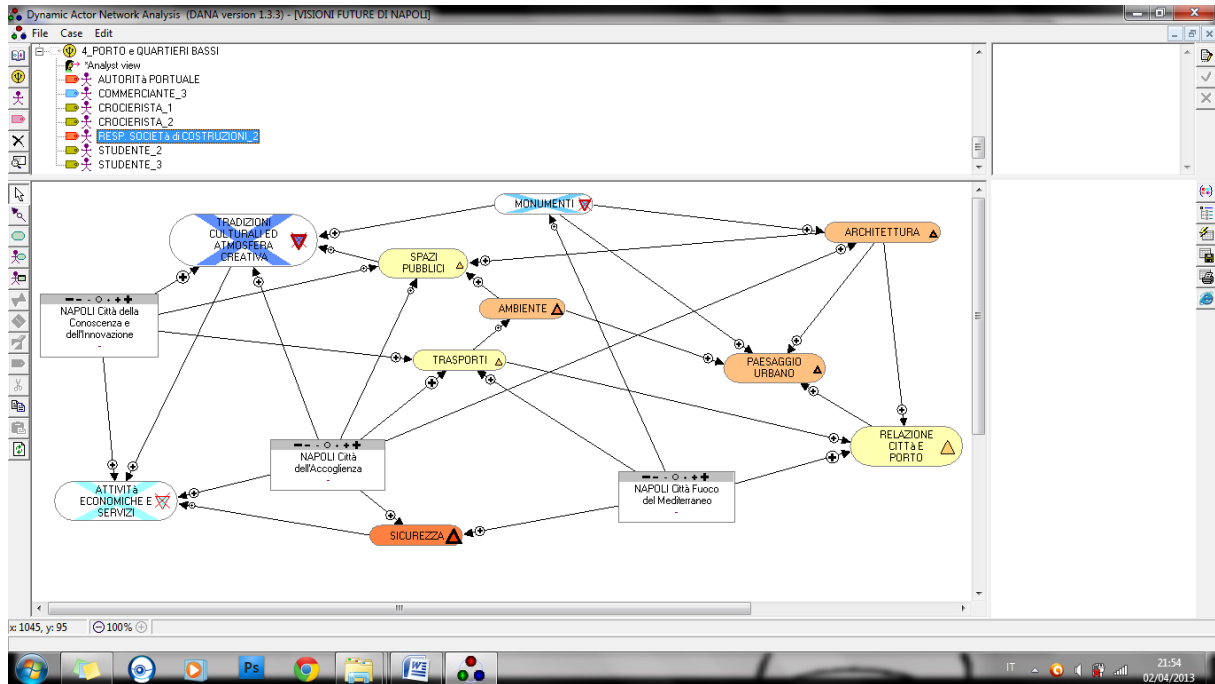 Dynamic Actor Network Analysis (DANA version 1.3.3) - [VISIONI FUTURE DI NAPOLI]
File Case Edit
4_PORTO e QUARTIERI BASSI
*Analyst view
AUTORITà PORTUALE
COMMERCIANTE_3
CROCIERISTA_1
CROCIERISTA_2
RESP. SOCIETà di COSTRUZIONI_2
STUDENTE_2
STUDENTE_3
MONUMENTI
TRADIZIONI
CULTURALI ED
ATMOSFERA
CREATIVA
ARCHITETTURA
SPAZI
PUBBLICI
AMBIENTE
NAPOLI Città della
Conoscenza e
dell'Innovazione
-
TRASPORTI
PAESAGGIO
URBANO
RELAZIONE
CITTà E
PORTO
NAPOLI Città
dell'Accoglienza
-
NAPOLI Città Fuoco
del Mediterraneo
-
ATTIVITà
ECONOMICHE E
SERVIZI
SICUREZZA
x: 1045, y: 95 100%
Ps
IT
21:54
02/04/2013